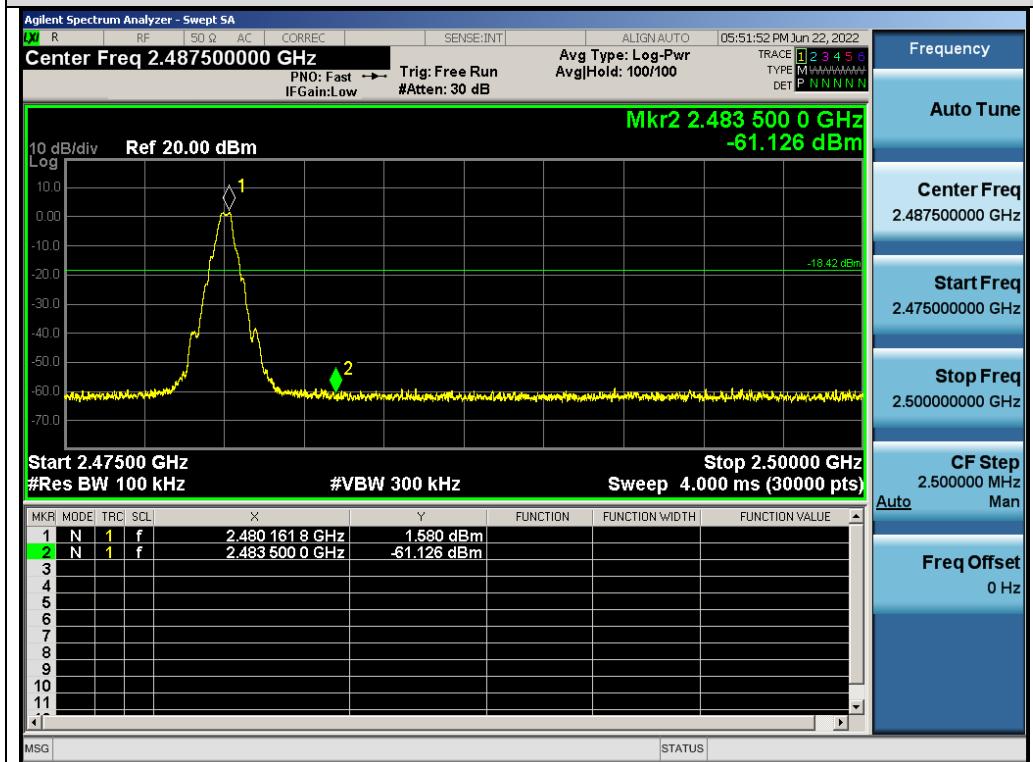 Agilent Spectrum Analyzer - Swept SA
LXI R RF 50 Ω AC CORREC SENSE:INT ALIGN AUTO 05:51:52 PM Jun 22, 2022
Center Freq 2.487500000 GHz
PNO: Fast
IFGain:Low
Trig: Free Run
#Atten: 30 dB
Avg Type: Log-Pwr
Avg|Hold: 100/100
TRACE 1 2 3 4 5 6
TYPE M
DET P N N N N N
Mkr2 2.483 500 0 GHz
-61.126 dBm
10 dB/div Ref 20.00 dBm
Log
10.0
0.00
-10.0
-20.0
-30.0
-40.0
-50.0
-60.0
-70.0
1
2
-18.42 dBm
Start 2.47500 GHz Stop 2.50000 GHz
#Res BW 100 kHz #VBW 300 kHz Sweep 4.000 ms (30000 pts)
MKR MODE TRC SCL X Y FUNCTION FUNCTION WIDTH FUNCTION VALUE
1 N 1 f 2.480 161 8 GHz 1.580 dBm
2 N 1 f 2.483 500 0 GHz -61.126 dBm
3
4
5
6
7
8
9
10
11
MSG STATUS
Frequency
Auto Tune
Center Freq
2.487500000 GHz
Start Freq
2.475000000 GHz
Stop Freq
2.500000000 GHz
CF Step
2.500000 MHz
Auto Man
Freq Offset
0 Hz